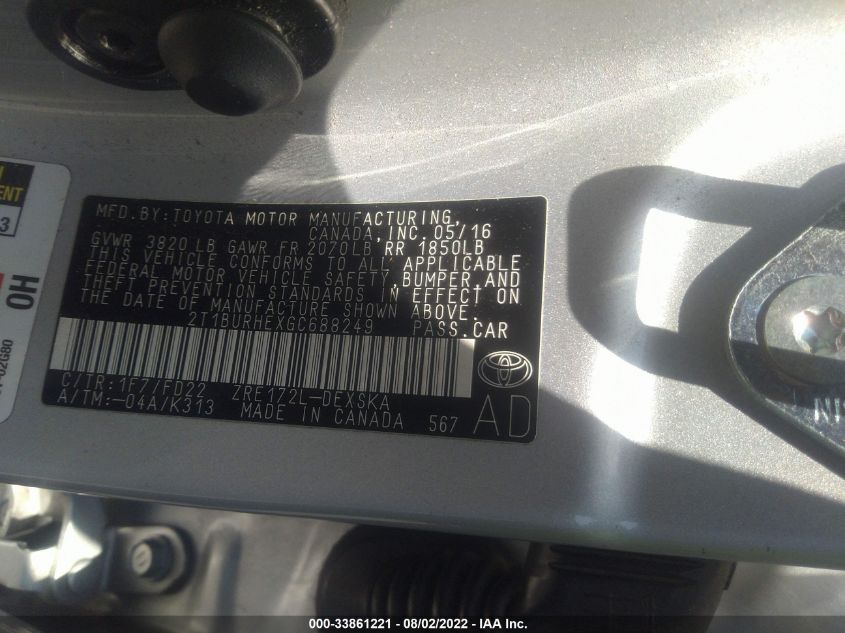 MFD.BY:TOYOTA MOTOR MANUFACTURING,
CANADA, INC. 05/16
GVWR 3820 LB GAWR FR 2070LB, RR 1850LB
THIS VEHICLE CONFORMS TO ALL APPLICABLE
FEDERAL MOTOR VEHICLE SAFETY, BUMPER,AND
THEFT PREVENTION STANDARDS IN EFFECT ON
THE DATE OF MANUFACTURE SHOWN ABOVE.
2T1BURHEXGC688249 PASS.CAR
C/TR:1F7/FD22 ZRE172L-DEXSKA
A/TM:-04A/K313 MADE IN CANADA 567
AD
HO
000-33861221 - 08/02/2022 - IAA Inc.